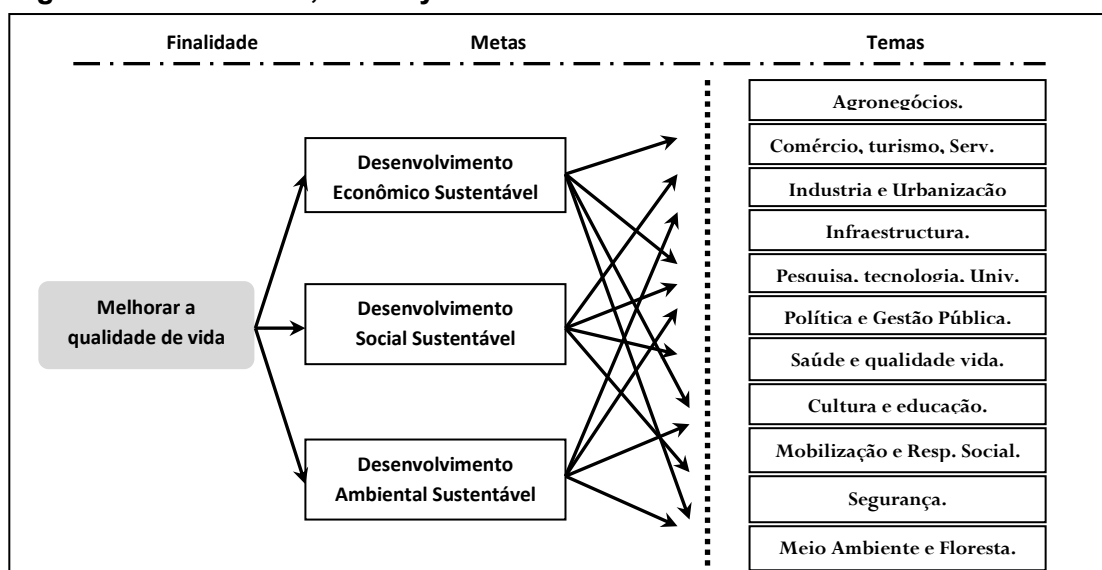 Finalidade
Metas
Temas
Melhorar a
qualidade de vida
Desenvolvimento
Econômico Sustentável
Desenvolvimento
Social Sustentável
Desenvolvimento
Ambiental Sustentável
Agronegócios.
Comércio, turismo, Serv.
Industria e Urbanização
Infraestructura.
Pesquisa, tecnologia, Univ.
Política e Gestão Pública.
Saúde e qualidade vida.
Cultura e educação.
Mobilização e Resp. Social.
Segurança.
Meio Ambiente e Floresta.